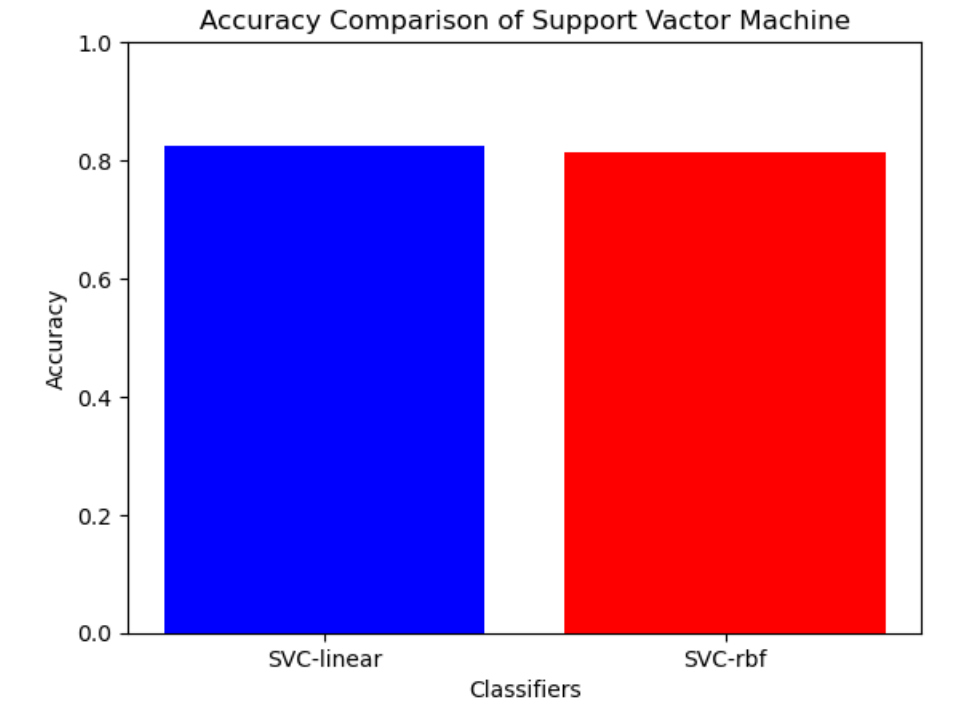 Accuracy Comparison of Support Vactor Machine
1.0
0.8
0.6
0.4
0.2
0.0
Accuracy
SVC-linear SVC-rbf
Classifiers